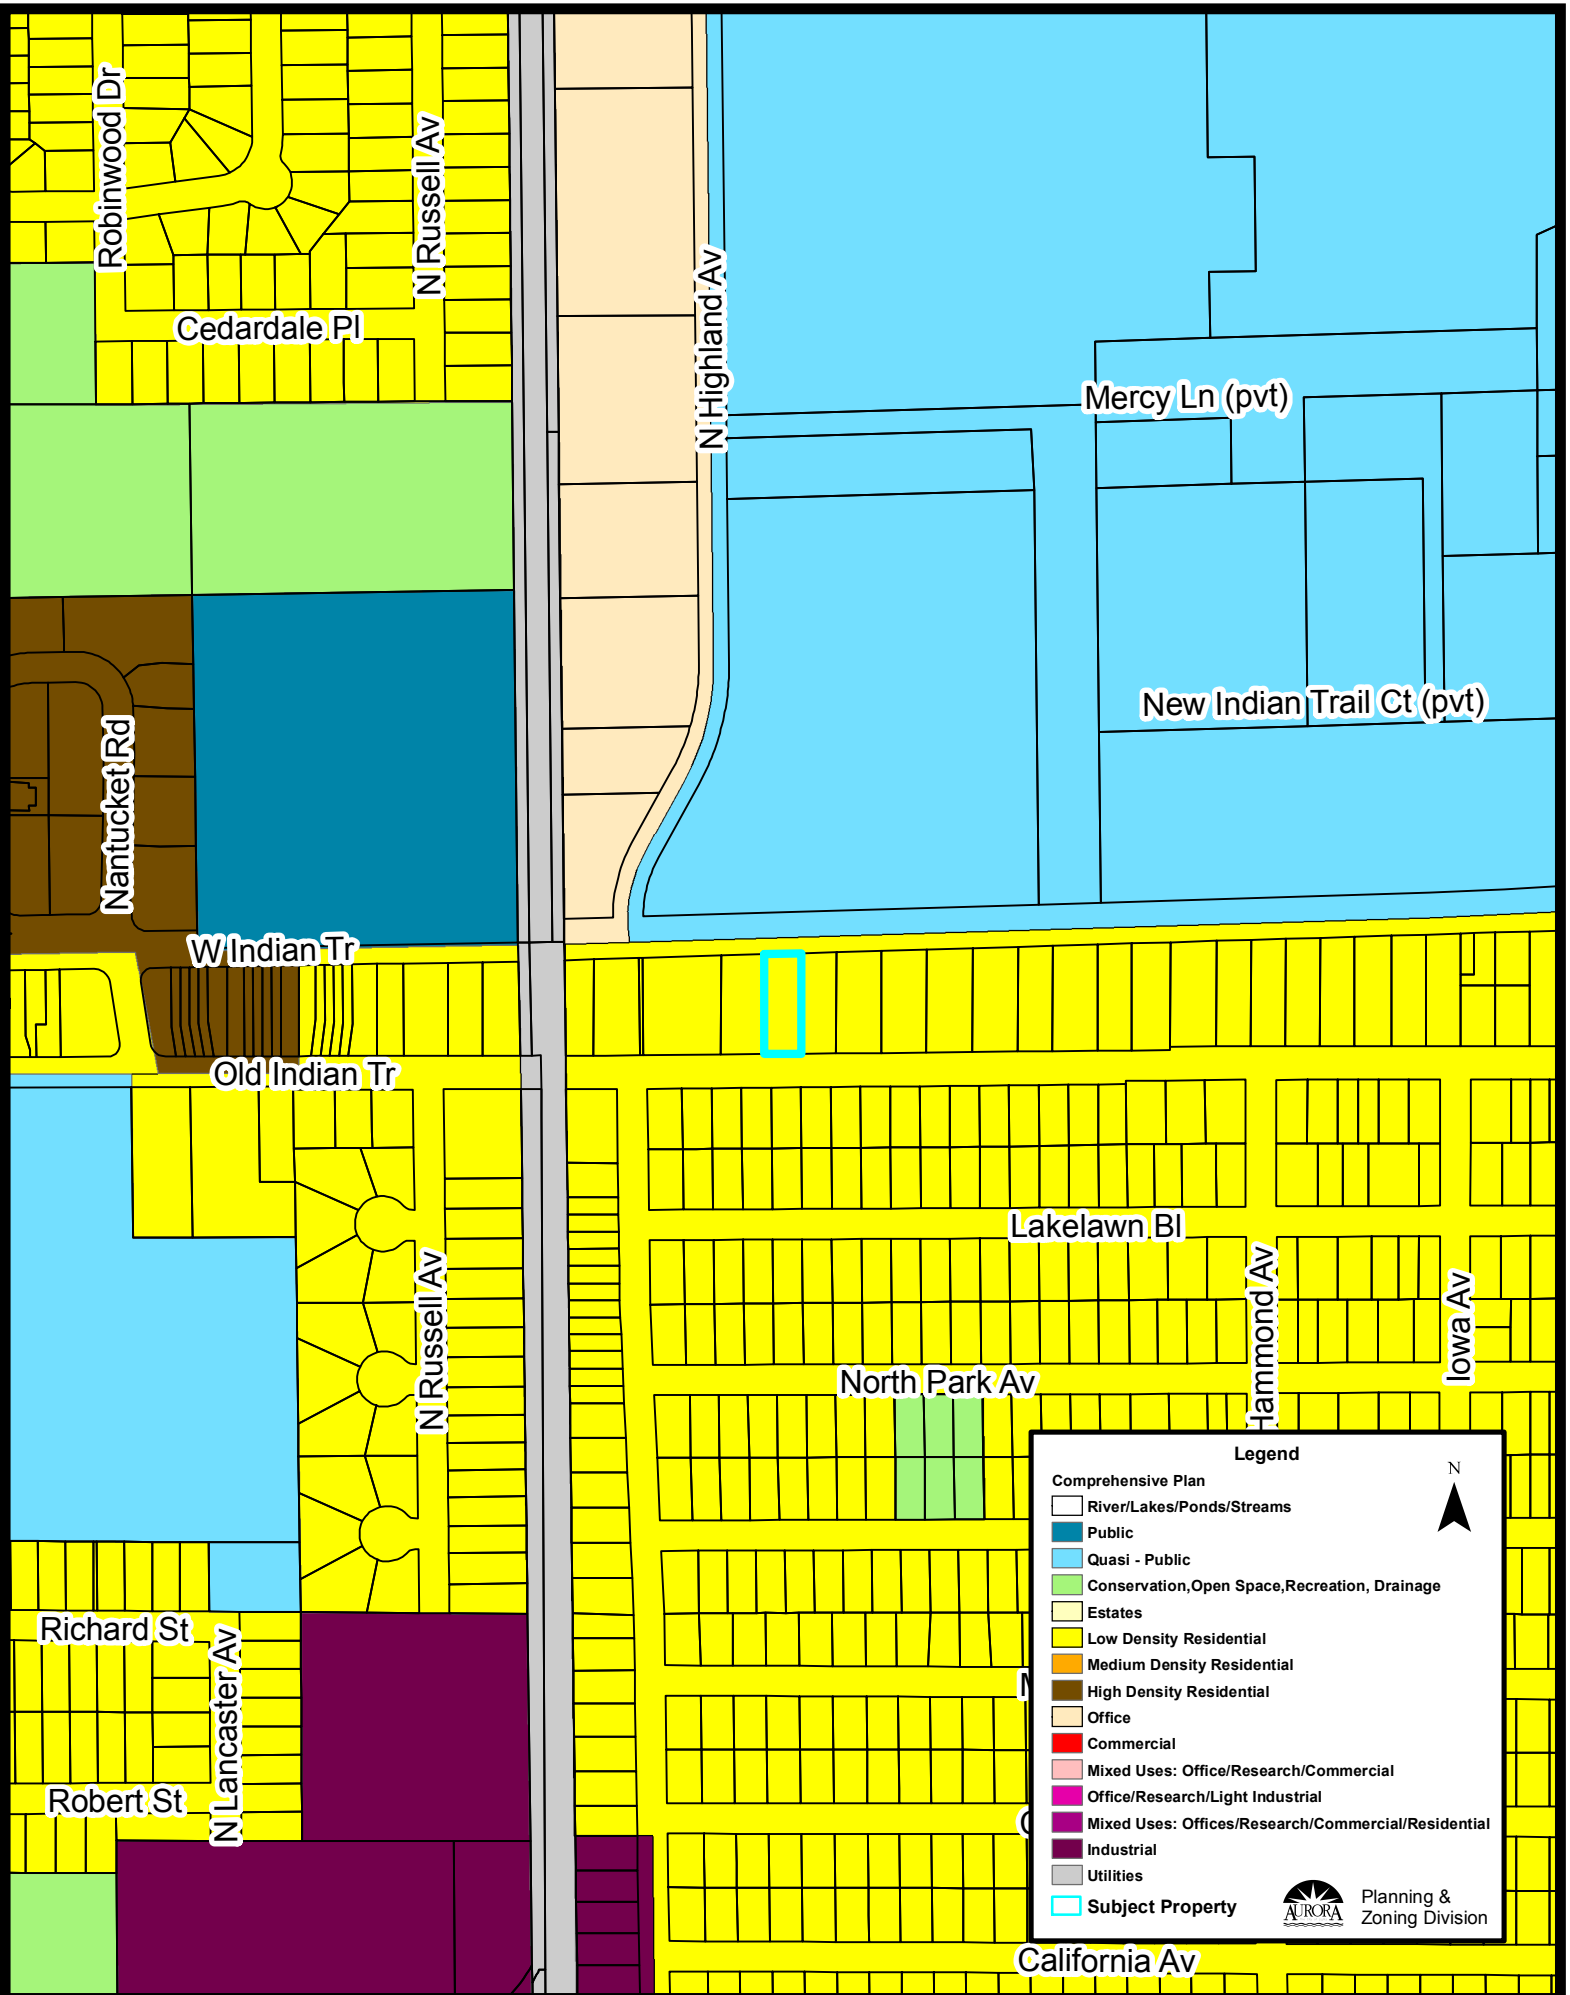 Robinwood Dr
N Russell Av
Cedardale Pl
N Highland Av
Mercy Ln (pvt)
New Indian Trail Ct (pvt)
Nantucket Rd
W Indian Tr
Old Indian Tr
Lakelawn Bl
N Russell Av
Hammond Av
Iowa Av
North Park Av
Richard St
N Lancaster Av
Robert St
California Av
Legend
Comprehensive Plan
River/Lakes/Ponds/Streams
Public
Quasi - Public
Conservation,Open Space,Recreation, Drainage
Estates
Low Density Residential
Medium Density Residential
High Density Residential
Office
Commercial
Mixed Uses: Office/Research/Commercial
Office/Research/Light Industrial
Mixed Uses: Offices/Research/Commercial/Residential
Industrial
Utilities
Subject Property
N
AURORA
Planning &
Zoning Division